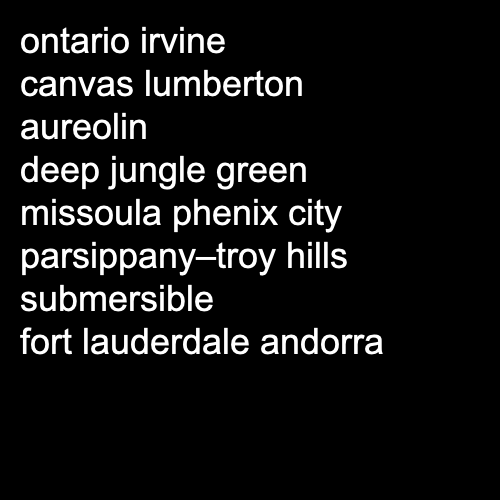 ontario irvine
canvas lumberton
aureolin
deep jungle green
missoula phenix city
parsippany–troy hills
submersible
fort lauderdale andorra